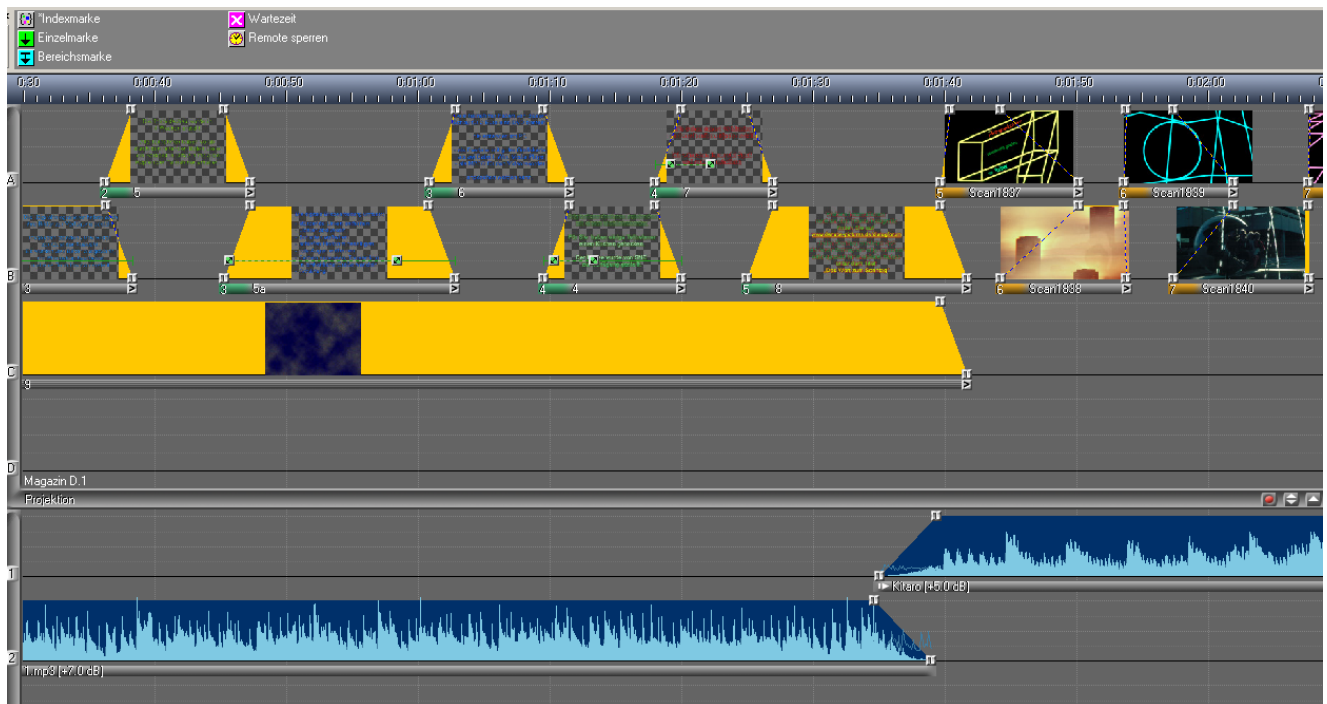 "Indexmarke
Wartezeit
Einzelmarke
Remote sperren
Bereichsmarke
0:30 0:00:40 0:00:50 0:01:00 0:01:10 0:01:20 0:01:30 0:01:40 0:01:50 0:02:00
A
2 5
3 6
4 7
5 Scan1837
6 Scan1839
7
B
3
3 5a
4 4
5 8
6 Scan1838
7 Scan1840
C
9
D
Magazin D.1
Projektion
1
Kitaro [+5.0 dB]
2
1.mp3 [+7.0 dB]